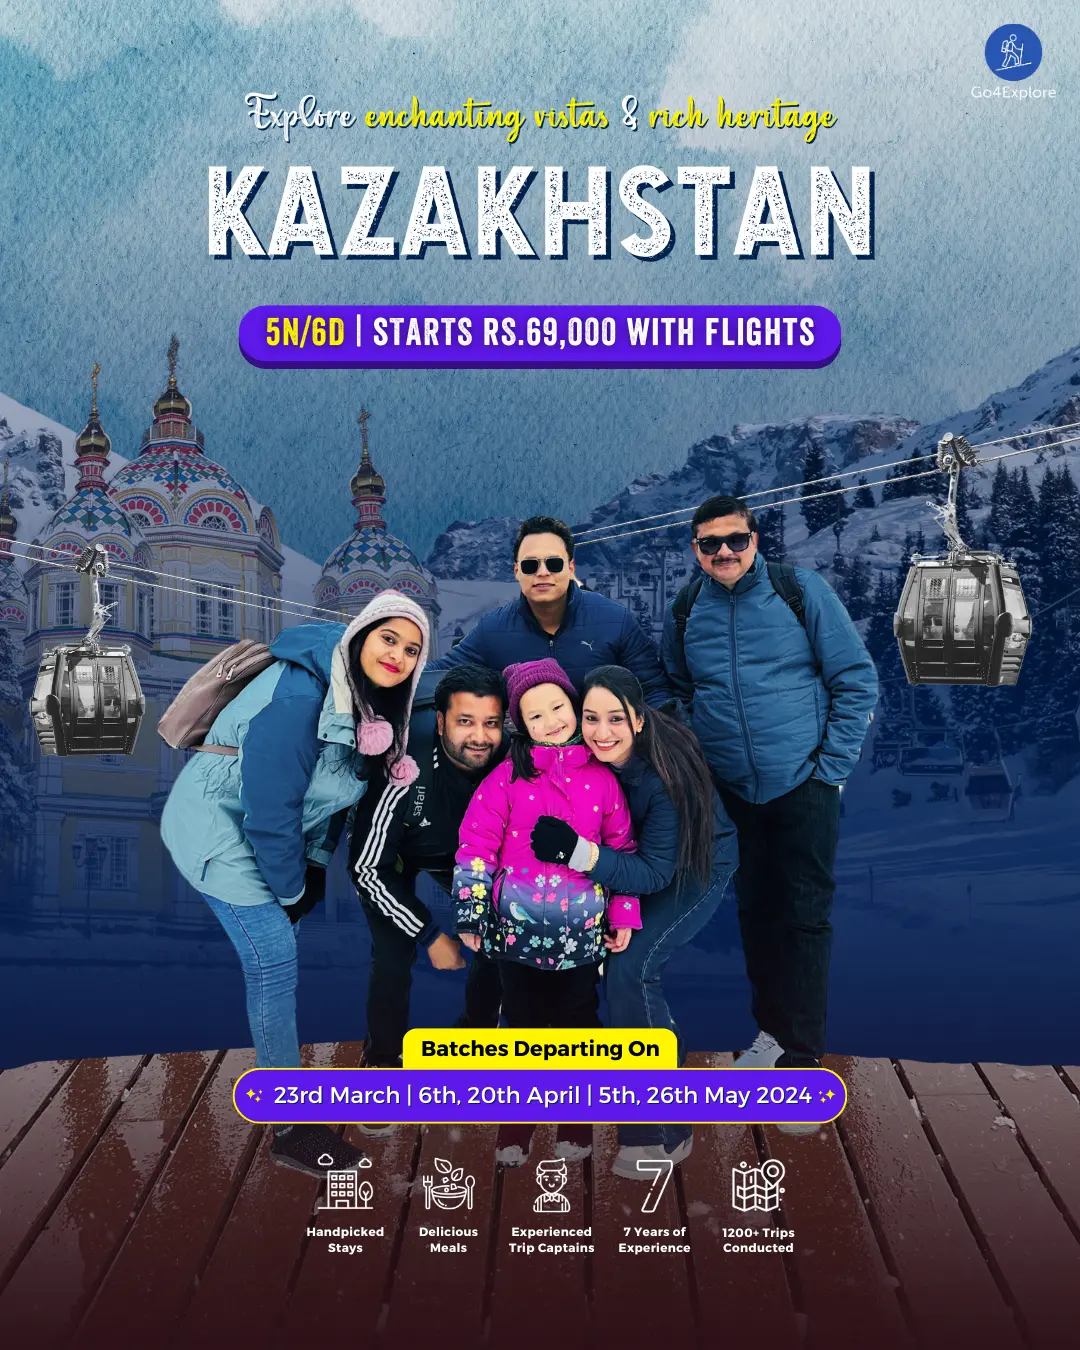 Go4Explore
Explore enchanting vistas & rich heritage
KAZAKHSTAN
5N/6D | STARTS RS.69,000 WITH FLIGHTS
safari
Batches Departing On
23rd March | 6th, 20th April | 5th, 26th May 2024
7
Handpicked
Stays
Delicious
Meals
Experienced
Trip Captains
7 Years of
Experience
1200+ Trips
Conducted